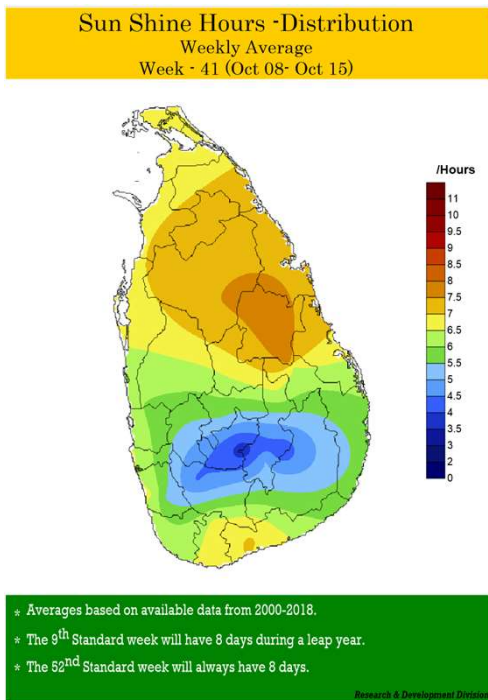 Sun Shine Hours -Distribution
Weekly Average
Week - 41 (Oct 08- Oct 15)
/Hours
11
10
9.5
9
8.5
8
7.5
7
6.5
6
5.5
5
4.5
4
3.5
3
2
0
* Averages based on available data from 2000-2018.
* The 9th Standard week will have 8 days during a leap year.
* The 52nd Standard week will always have 8 days.
Research & Development Division